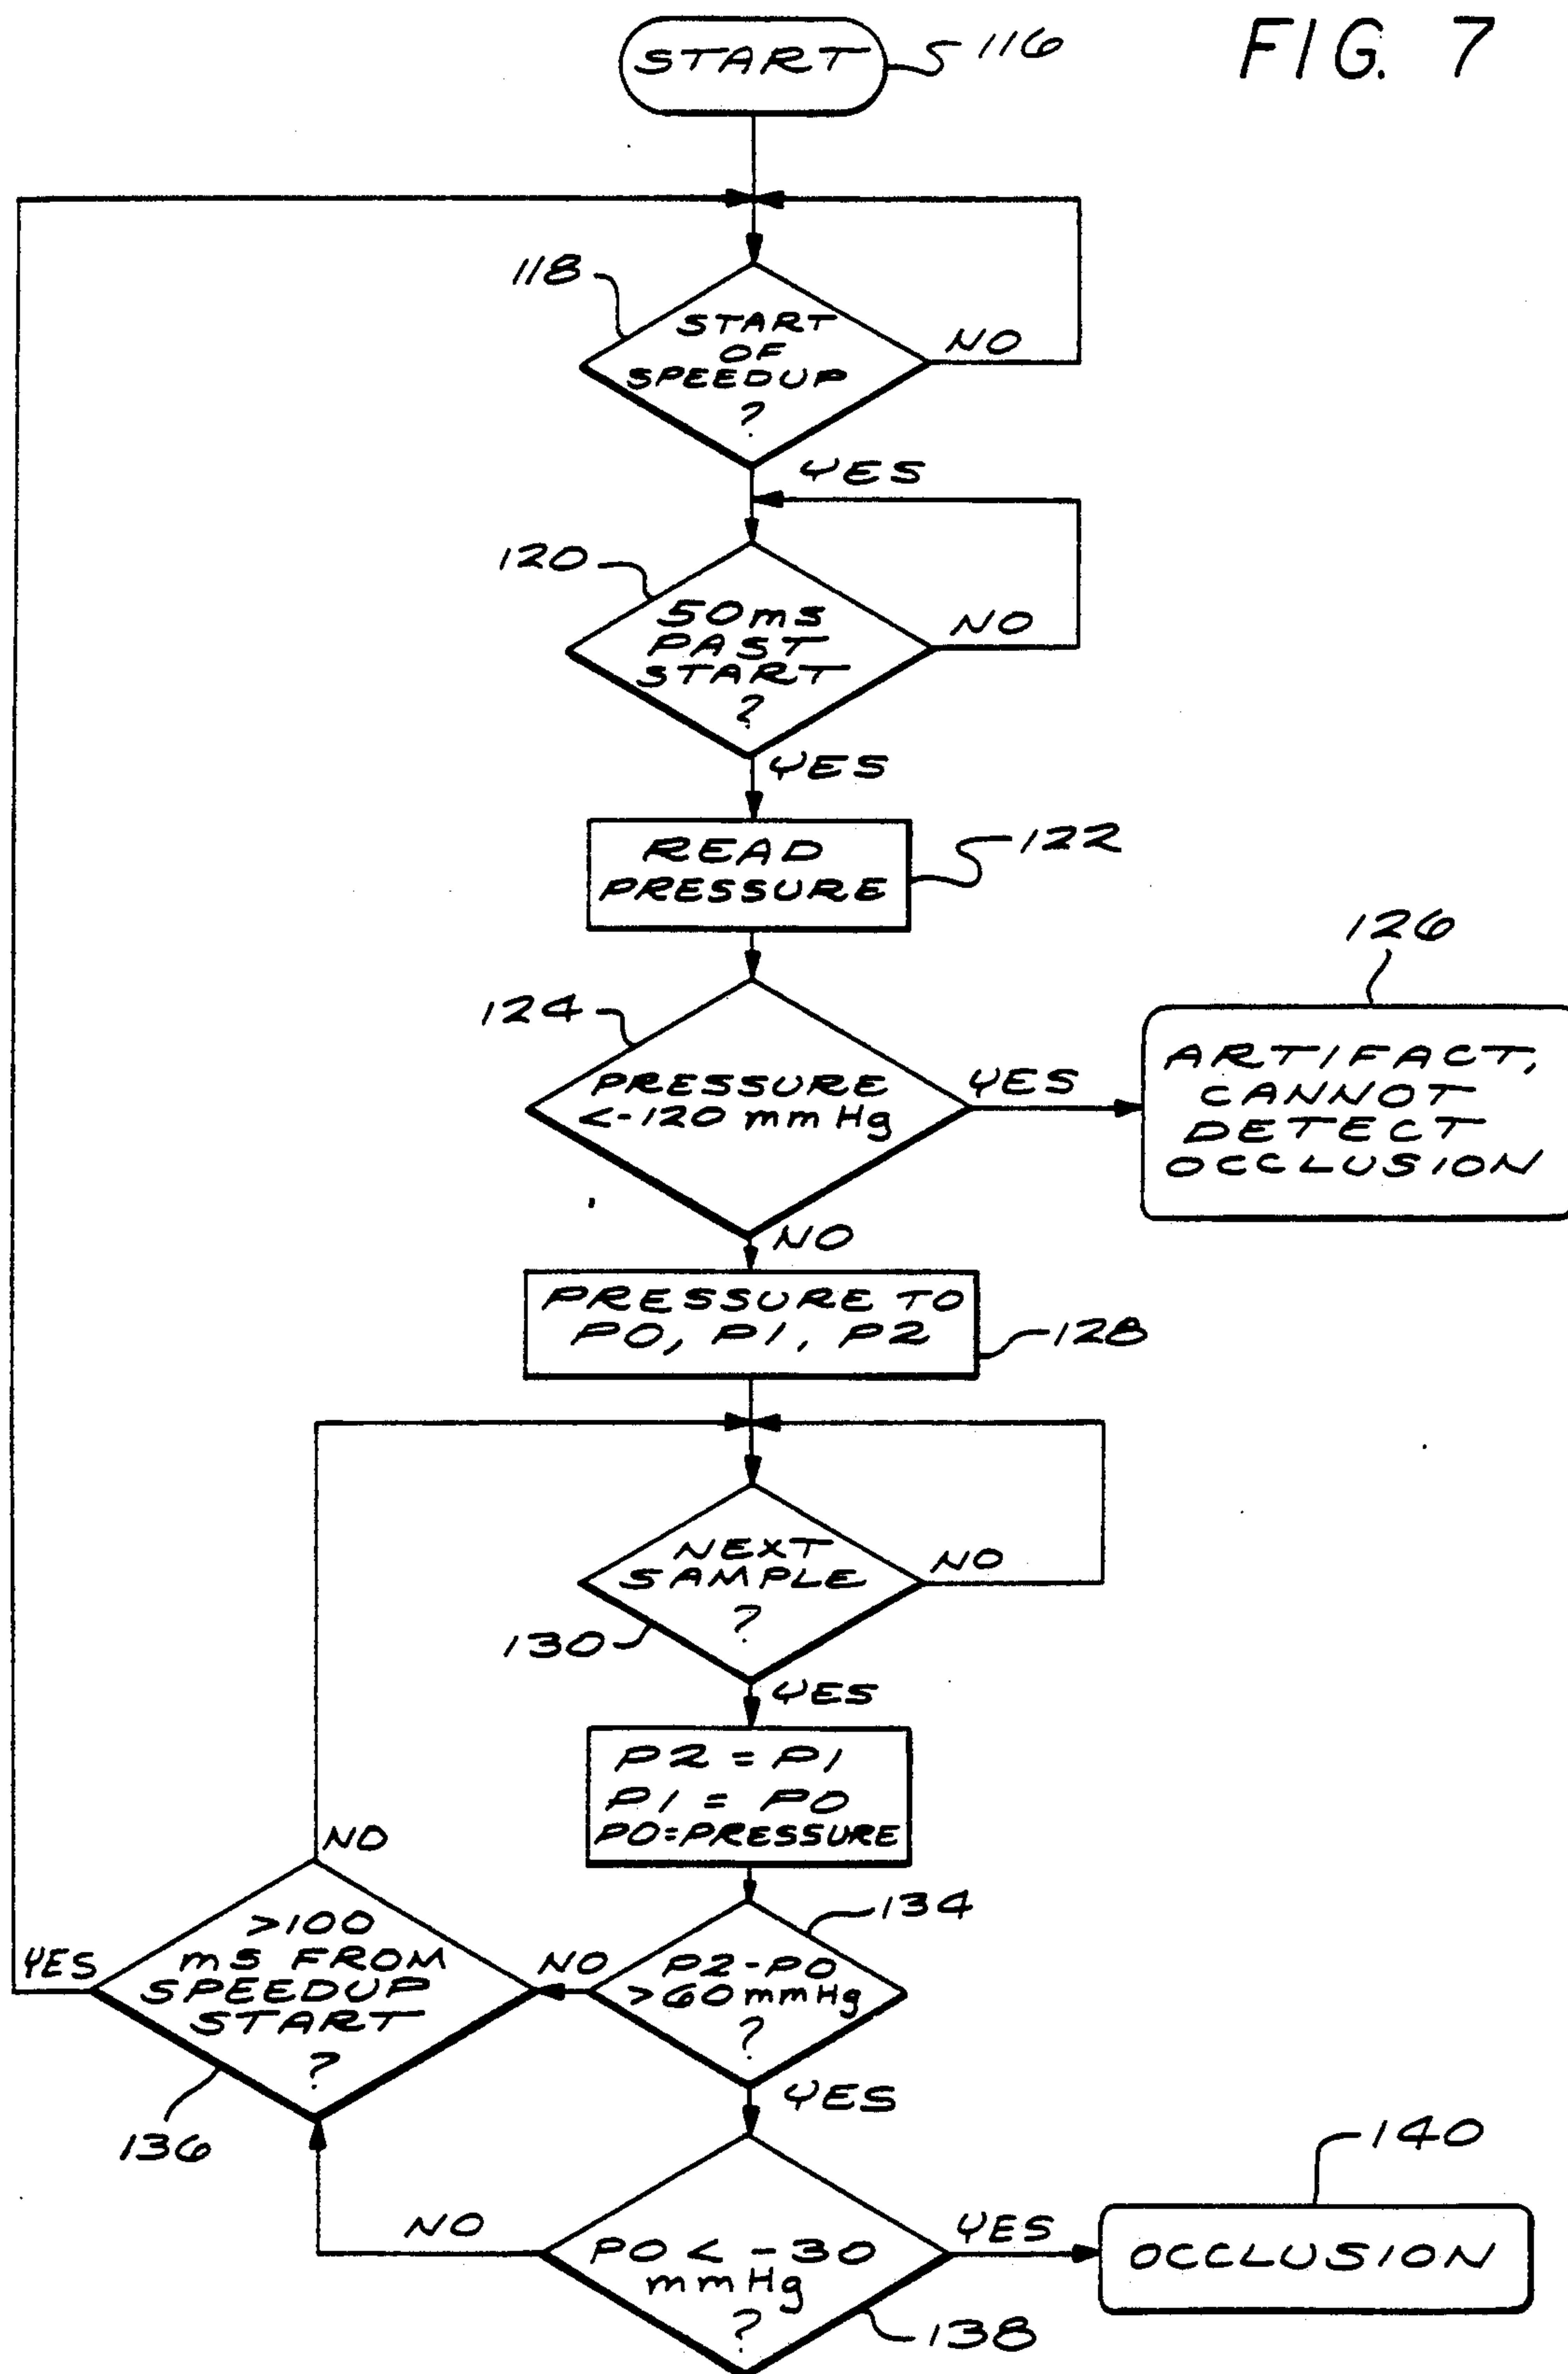 FIG. 7
START
116
118
START
OF
SPEEDUP
?
NO
YES
120
50ms
PAST
START
?
NO
YES
READ
PRESSURE
122
124
PRESSURE
<-120 mm Hg
YES
126
ARTIFACT,
CANNOT
DETECT
OCCLUSION
NO
PRESSURE TO
P0, P1, P2
128
NEXT
SAMPLE
?
NO
130
YES
P2 = P1
P1 = P0
P0=PRESSURE
NO
>100
ms FROM
SPEEDUP
START
?
YES
136
NO
134
P2-P0
>60mmHg
?
YES
NO
P0 < -30
mmHg
?
138
YES
140
OCCLUSION